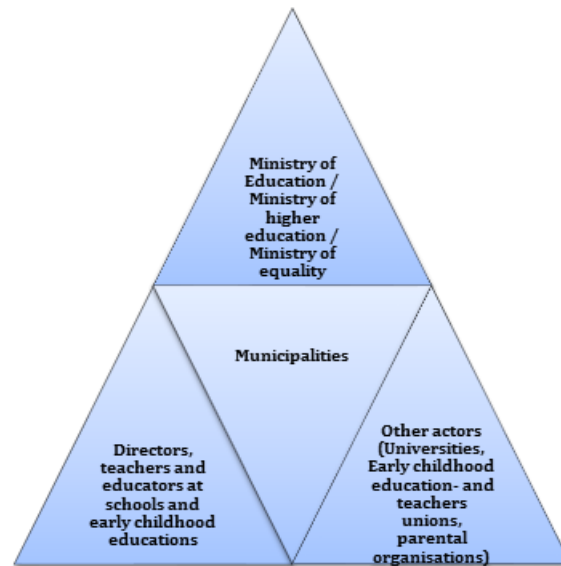 Ministry of
Education /
Ministry of
higher
education /
Ministry of
equality
Municipalities
Directors,
teachers and
educators at
schools and
early childhood
educations
Other actors
(Universities,
Early childhood
education- and
teachers
unions,
parental
organisations)